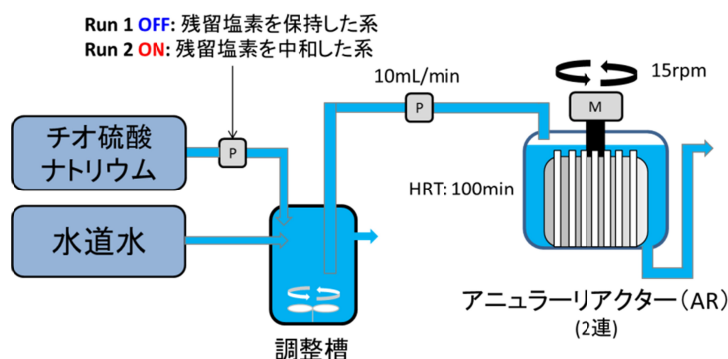 Run 1 OFF: 残留塩素を保持した系
Run 2 ON: 残留塩素を中和した系
10mL/min
15rpm
P
M
チオ硫酸
ナトリウム
P
HRT: 100min
水道水
アニュラーリアクター(AR)
(2連)
調整槽